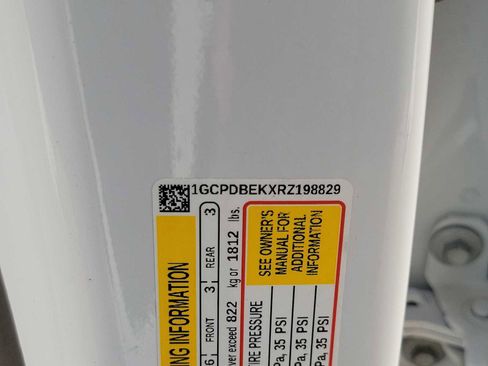 1GCPDBEKXRZ198829
ING INFORMATION
6 FRONT 3 REAR 3
ver exceed 822 kg or 1812 lbs.
TIRE PRESSURE
Pa, 35 PSI
Pa, 35 PSI
Pa, 35 PSI
SEE OWNER'S
MANUAL FOR
ADDITIONAL
INFORMATION